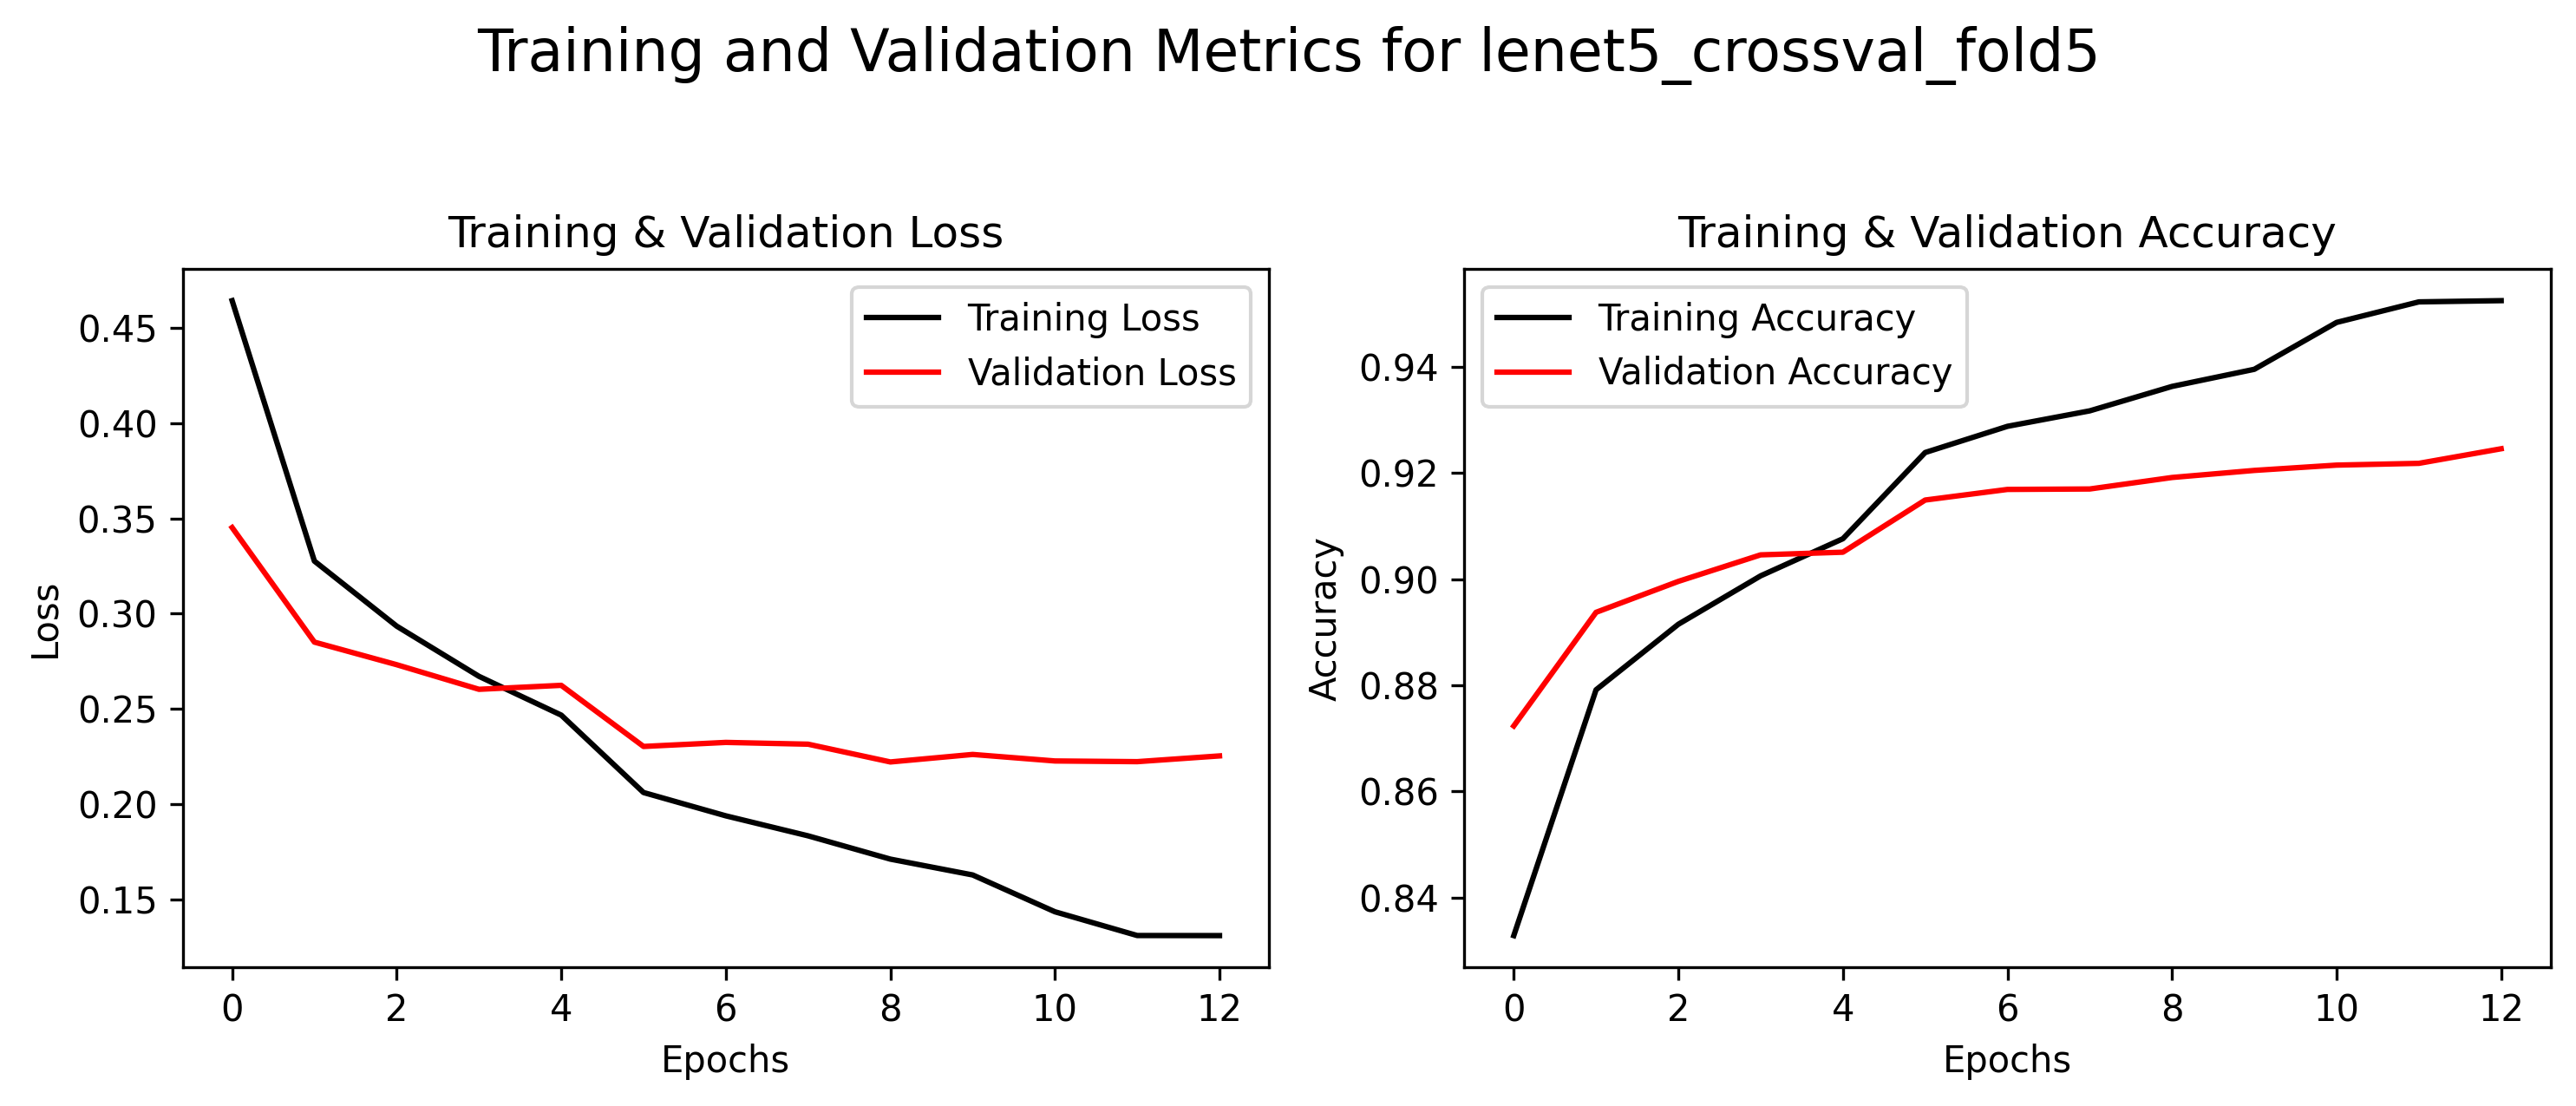 Training and Validation Metrics for lenet5_crossval_fold5
Training & Validation Loss
Training Loss
Validation Loss
0.45
0.40
0.35
0.30
0.25
0.20
0.15
Loss
0 2 4 6 8 10 12
Epochs
Training & Validation Accuracy
Training Accuracy
Validation Accuracy
0.94
0.92
0.90
0.88
0.86
0.84
Accuracy
0 2 4 6 8 10 12
Epochs